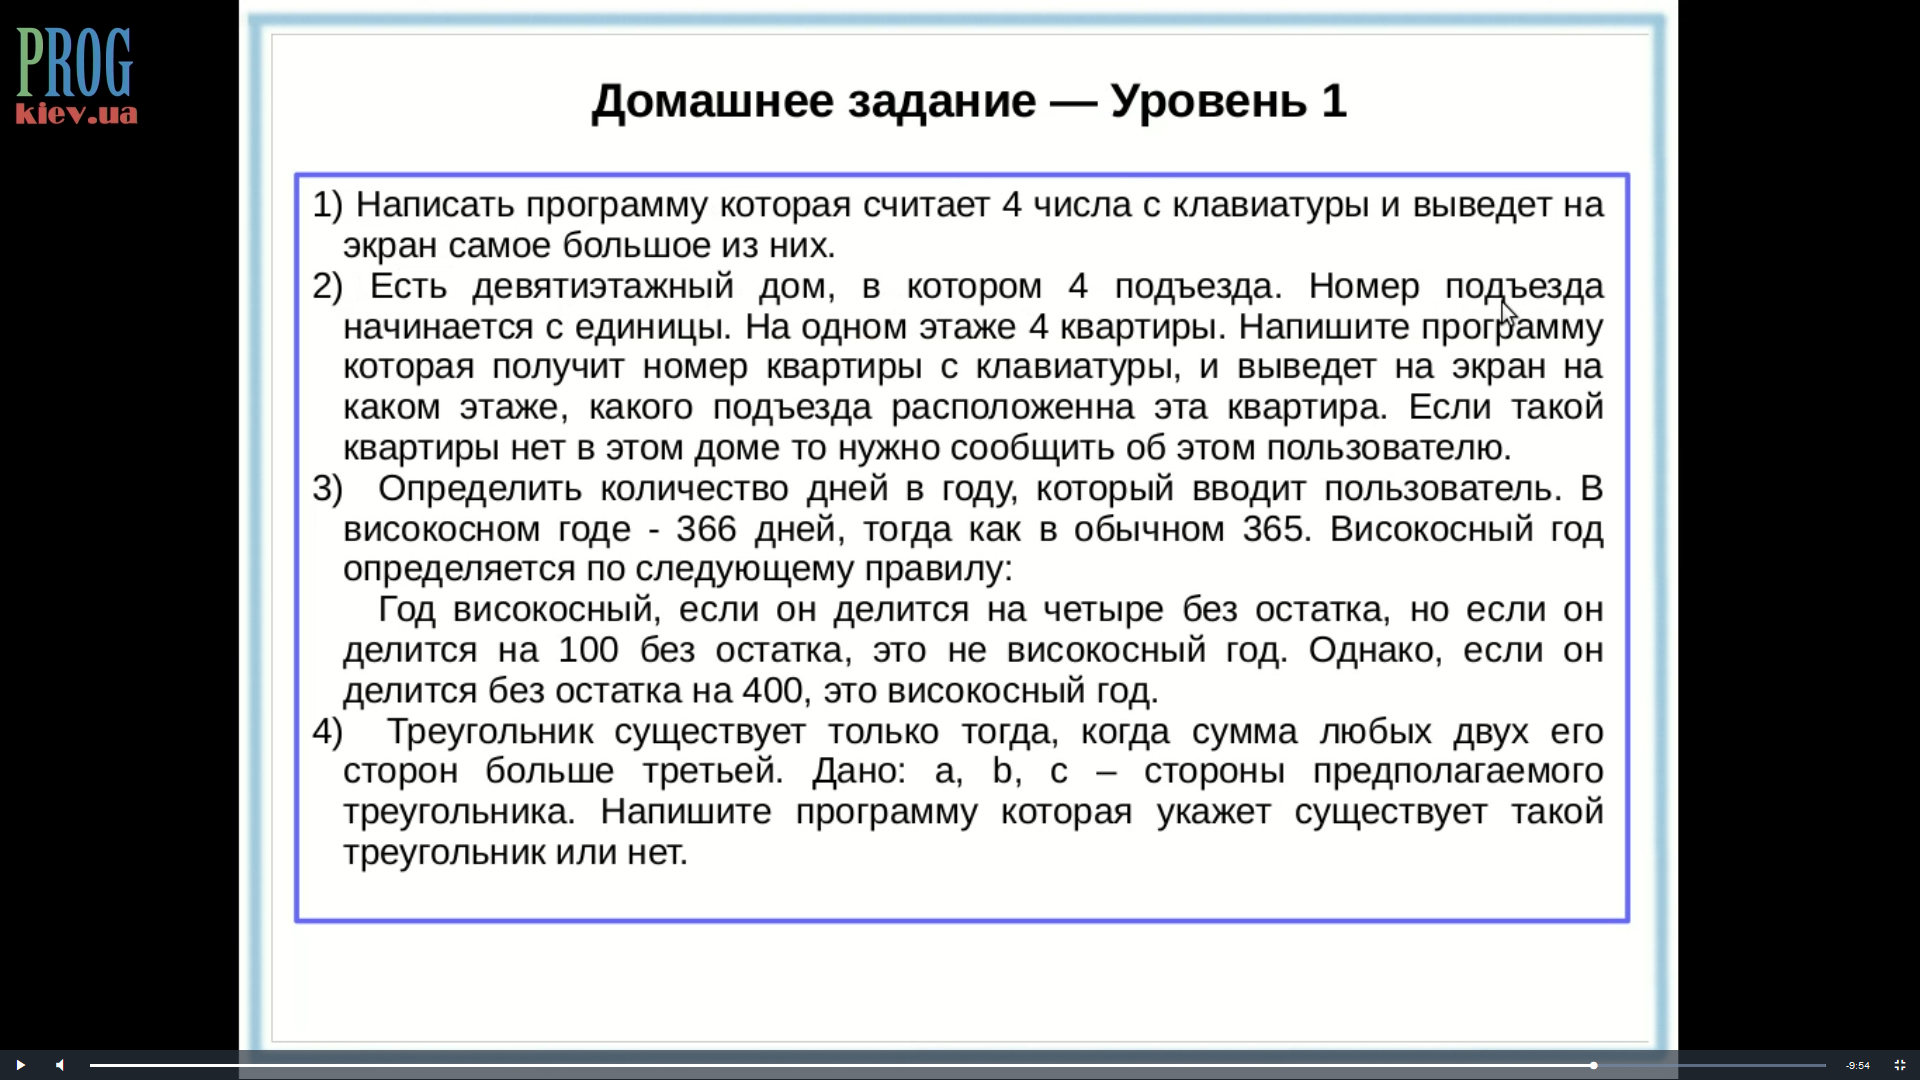 PROG
kiev.ua
Домашнее задание — Уровень 1
1) Написать программу которая считает 4 числа с клавиатуры и выведет на
экран самое большое из них.
2) Есть девятиэтажный дом, в котором 4 подъезда. Номер подъезда
начинается с единицы. На одном этаже 4 квартиры. Напишите программу
которая получит номер квартиры с клавиатуры, и выведет на экран на
каком этаже, какого подъезда расположенна эта квартира. Если такой
квартиры нет в этом доме то нужно сообщить об этом пользователю.
3) Определить количество дней в году, который вводит пользователь. В
високосном годе - 366 дней, тогда как в обычном 365. Високосный год
определяется по следующему правилу:
Год високосный, если он делится на четыре без остатка, но если он
делится на 100 без остатка, это не високосный год. Однако, если он
делится без остатка на 400, это високосный год.
4) Треугольник существует только тогда, когда сумма любых двух его
сторон больше третьей. Дано: a, b, c – стороны предполагаемого
треугольника. Напишите программу которая укажет существует такой
треугольник или нет.
-9:54